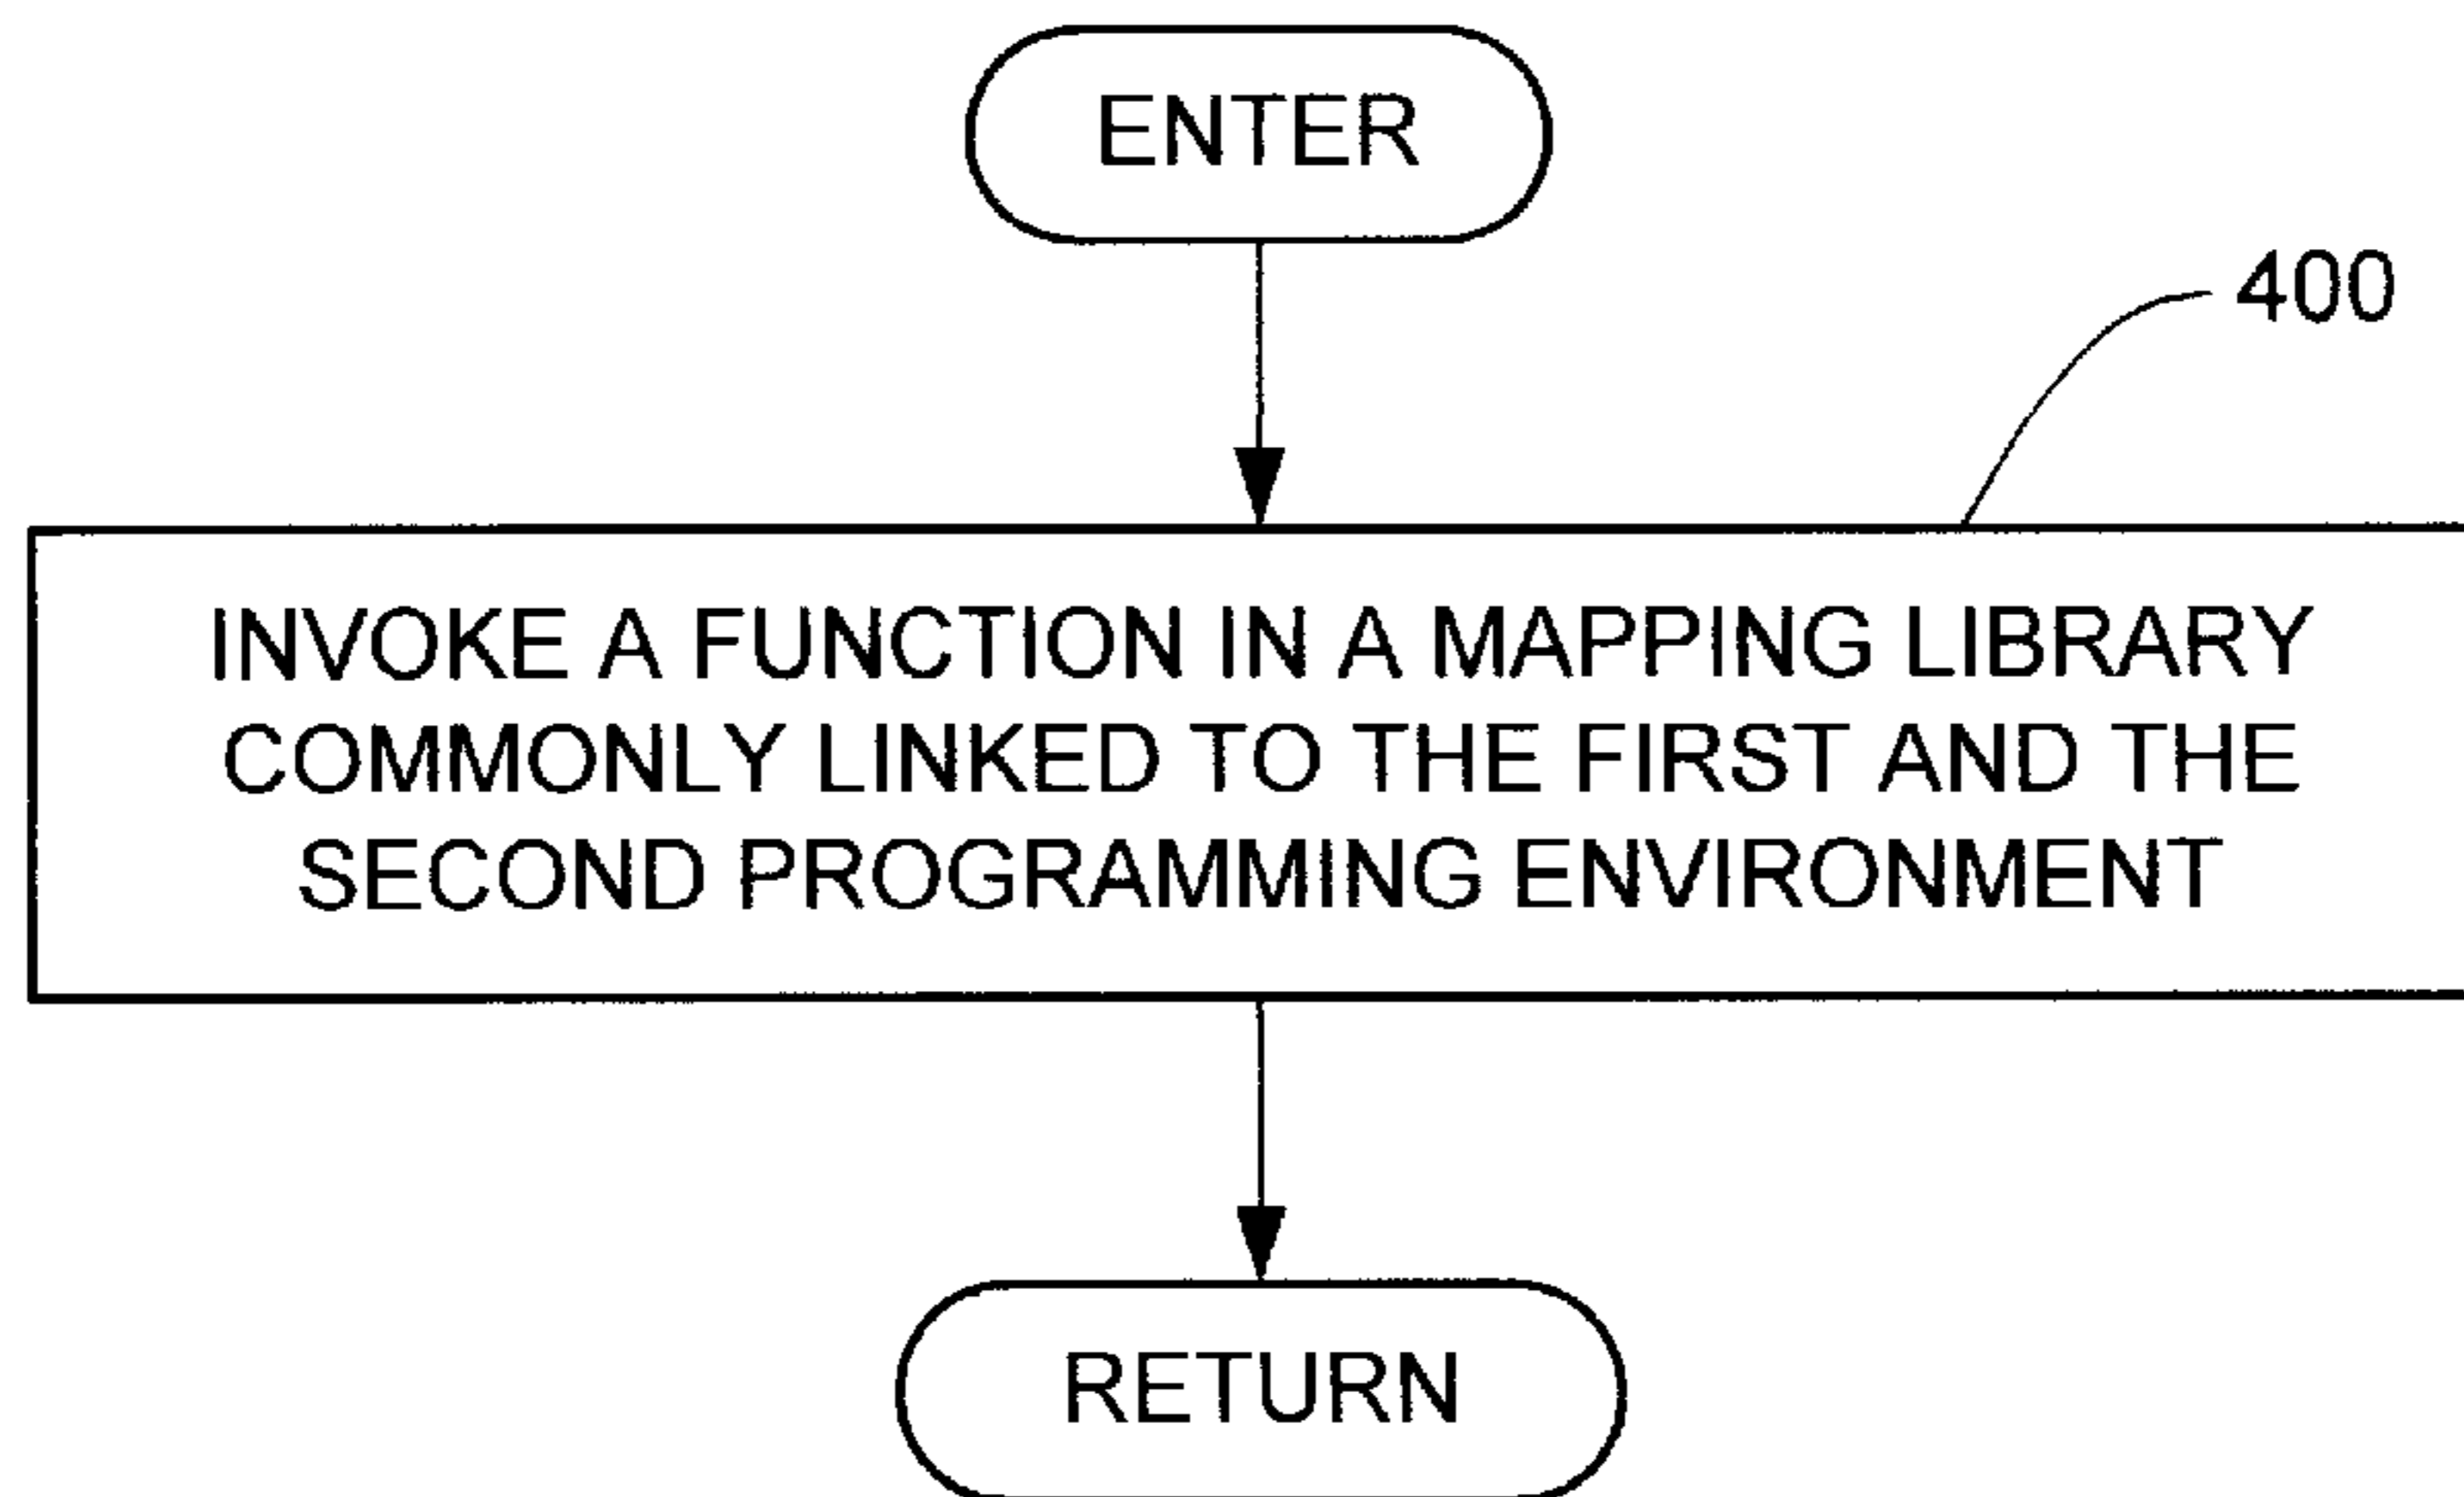 ENTER
400
INVOKE A FUNCTION IN A MAPPING LIBRARY
COMMONLY LINKED TO THE FIRST AND THE
SECOND PROGRAMMING ENVIRONMENT
RETURN